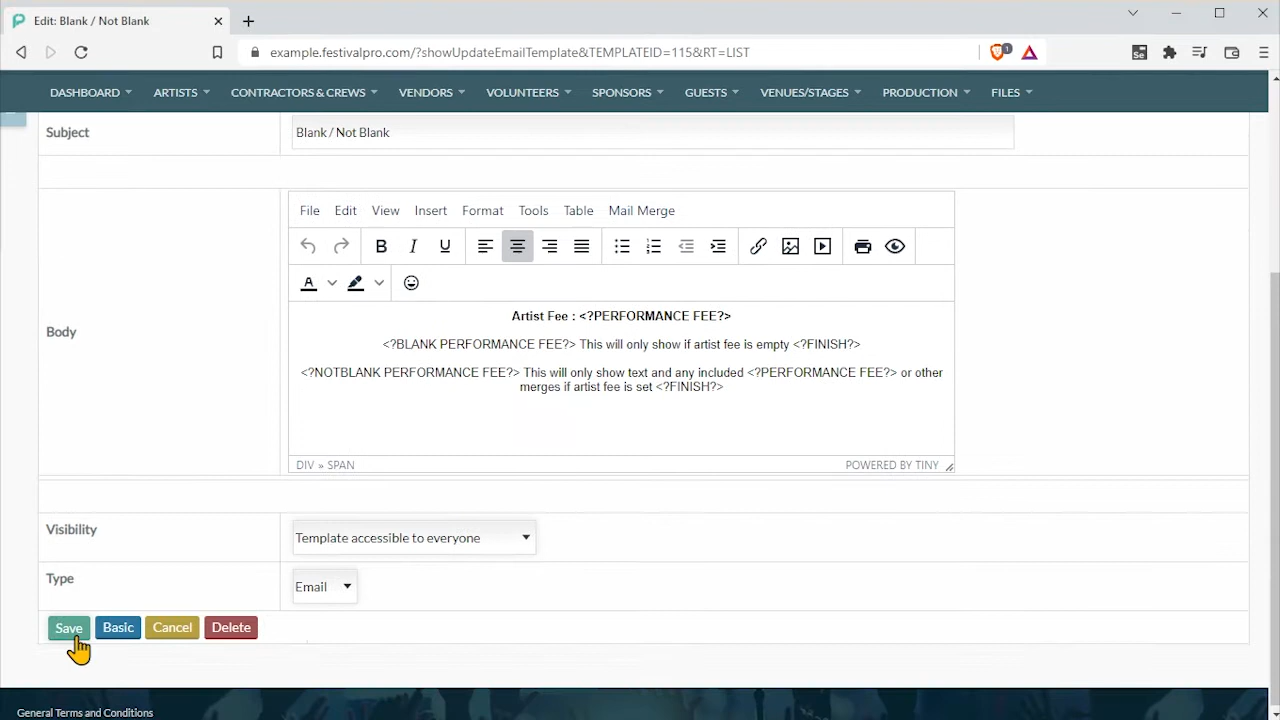 Edit: Blank / Not Blank
example.festivalpro.com/?showUpdateEmailTemplate&TEMPLATEID=115&RT=LIST
1
Se
DASHBOARD ARTISTS CONTRACTORS & CREWS VENDORS VOLUNTEERS SPONSORS GUESTS VENUES/STAGES PRODUCTION FILES
Subject
Blank / Not Blank
File Edit View Insert Format Tools Table Mail Merge
B I U
A
Body
Artist Fee : <?PERFORMANCE FEE?>
<?BLANK PERFORMANCE FEE?> This will only show if artist fee is empty <?FINISH?>
<?NOTBLANK PERFORMANCE FEE?> This will only show text and any included <?PERFORMANCE FEE?> or other
merges if artist fee is set <?FINISH?>
DIV » SPAN POWERED BY TINY
Visibility
Template accessible to everyone
Type
Email
Save Basic Cancel Delete
General Terms and Conditions